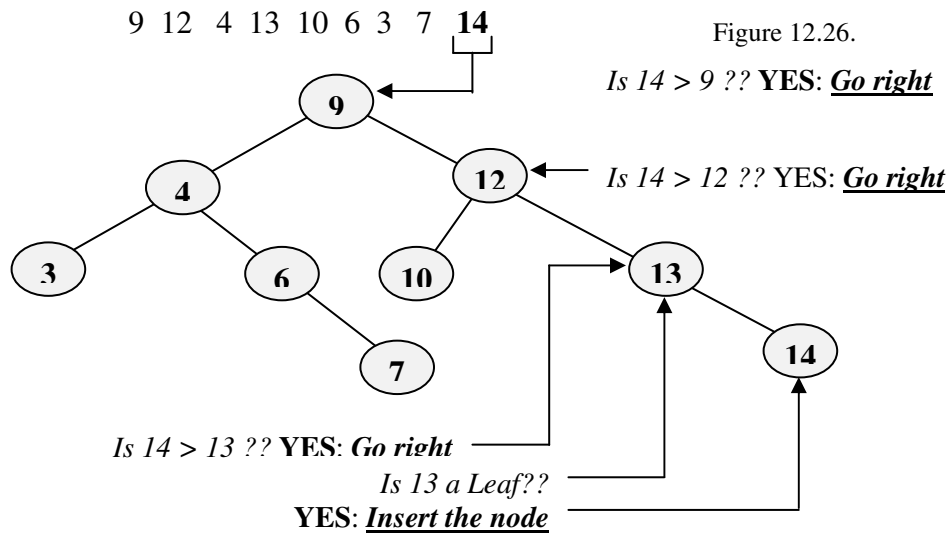 9 12 4 13 10 6 3 7 14
Figure 12.26.
Is 14 > 9 ?? YES: Go right
9
Is 14 > 12 ?? YES: Go right
4
12
3
6
10
13
14
7
Is 14 > 13 ?? YES: Go right
Is 13 a Leaf??
YES: Insert the node